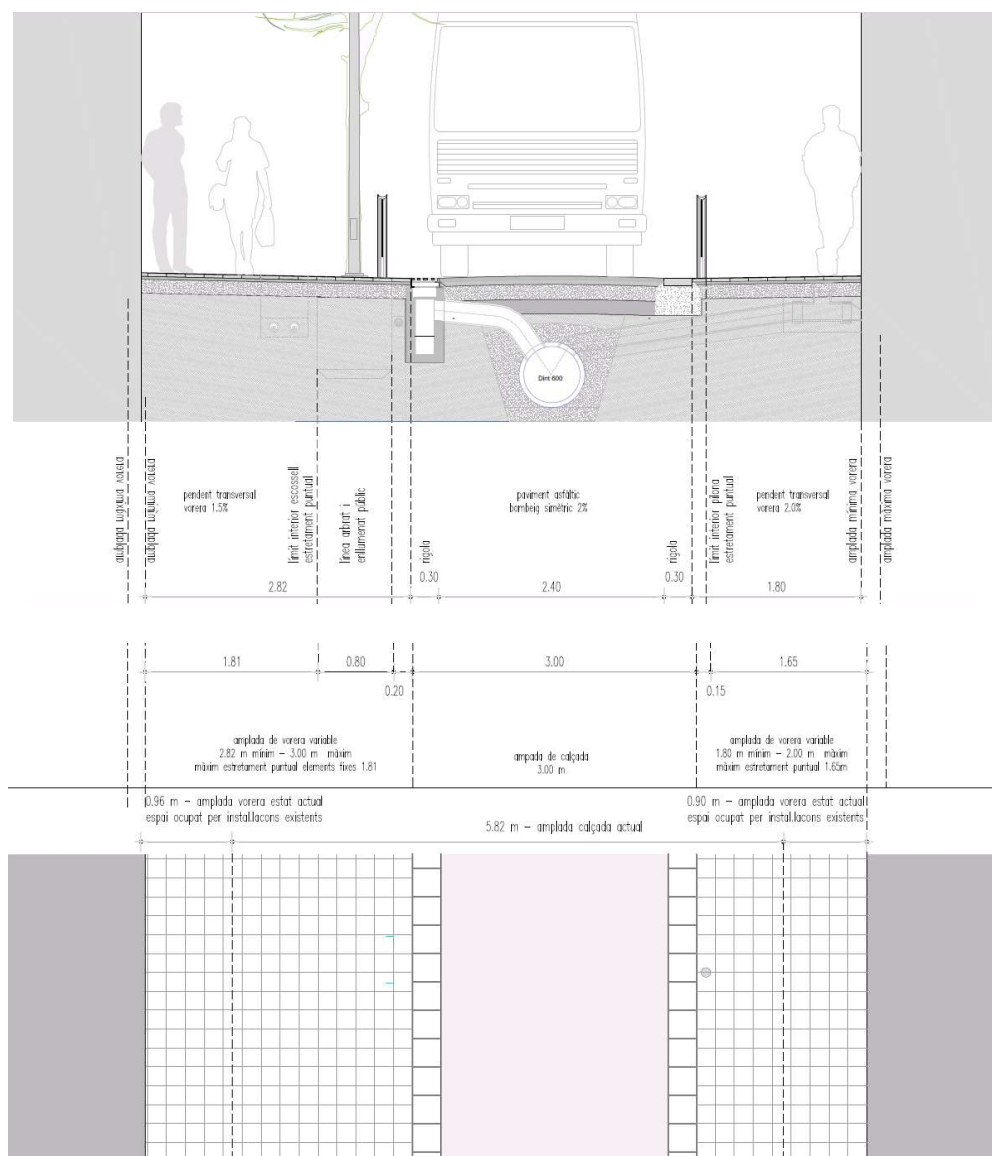 Dint 600
amplada màxima vorera
amplada mínima vorera
pendent transversal
vorera 1.5%
límit interior escossell
estretament puntual
línea arbrat i
enllumenat públic
rigola
paviment asfàltic
bombeig simètric 2%
rigola
límit interior pilona
estretament puntual
pendent transversal
vorera 2.0%
amplada mínima vorera
amplada màxima vorera
2.82
0.30
2.40
0.30
1.80
1.81
0.80
0.20
3.00
0.15
1.65
amplada de vorera variable
2.82 m mínim – 3.00 m màxim
màxim estretament puntual elements fixes 1.81
ampada de calçada
3.00 m
amplada de vorera variable
1.80 m mínim – 2.00 m màxim
màxim estretament puntual 1.65m
0.96 m – amplada vorera estat actual
espai ocupat per instal.lacons existents
5.82 m – amplada calçada actual
0.90 m – amplada vorera estat actual
espai ocupat per instal.lacons existents